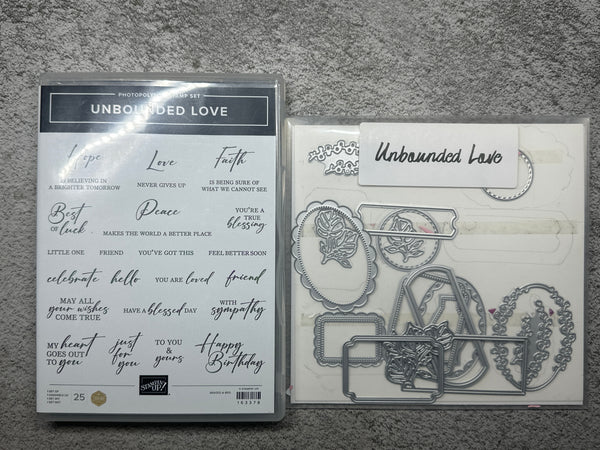 PHOTOPOLYMER STAMP SET
UNBOUNDED LOVE
Hope
IS BELIEVING IN
A BRIGHTER TOMORROW
Love
NEVER GIVES UP
Faith
IS BEING SURE OF
WHAT WE CANNOT SEE
Best
OF luck
Peace
MAKES THE WORLD A BETTER PLACE
YOU'RE A
TRUE
blessing
LITTLE ONE FRIEND YOU'VE GOT THIS FEEL BETTER SOON
celebrate hello YOU ARE loved friend
MAY ALL
your wishes
COME TRUE
HAVE A blessed DAY
WITH
sympathy
MY heart
GOES OUT
TO you
just
for
you
TO YOU
&
yours
Happy
Birthday
25
STAMPIN' UP!
163378
Unbounded Love